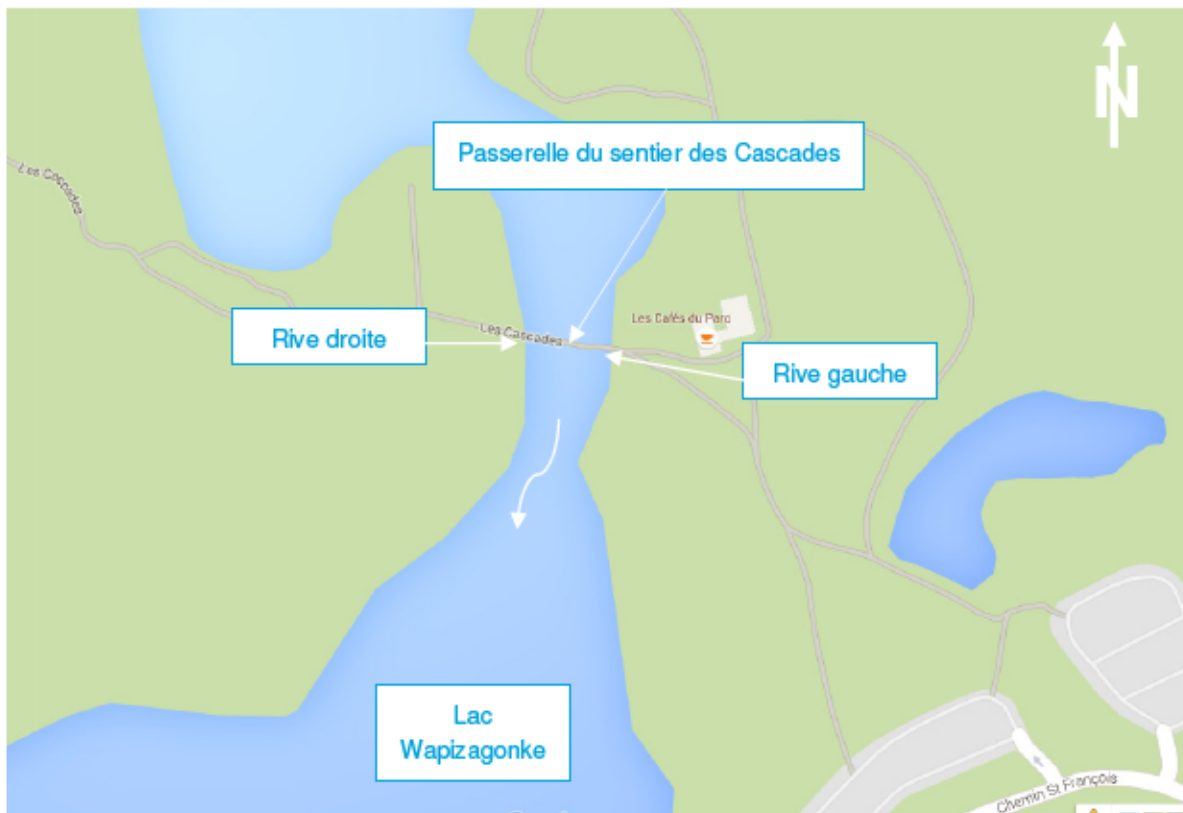 N
Passerelle du sentier des Cascades
Les Cascades
Rive droite
Les Cascades
Les Cafés du Parc
Rive gauche
Lac
Wapizagonke
Chemin St François